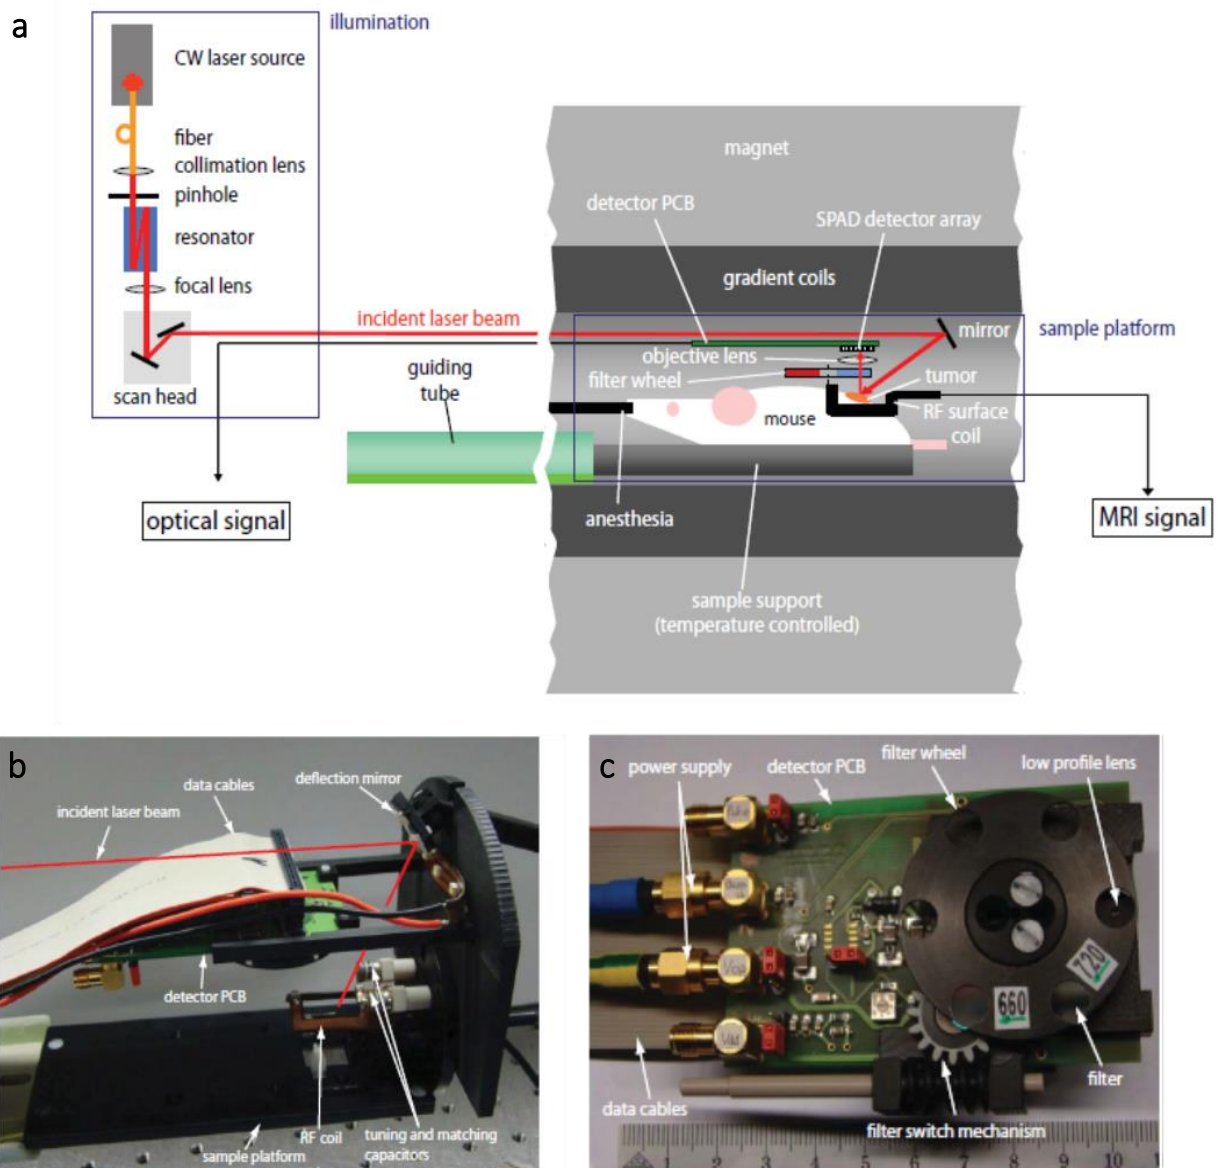 a
illumination
CW laser source
fiber
collimation lens
pinhole
resonator
focal lens
scan head
incident laser beam
guiding
tube
optical signal
magnet
detector PCB
SPAD detector array
gradient coils
mirror
sample platform
objective lens
filter wheel
tumor
mouse
RF surface
coil
anesthesia
MRI signal
sample support
(temperature controlled)
b
incident laser beam
data cables
deflection mirror
detector PCB
RF coil
tuning and matching
capacitors
sample platform
c
power supply
detector PCB
filter wheel
low profile lens
720
660
filter
data cables
filter switch mechanism
1 2 3 4 5 6 7 8 9 10